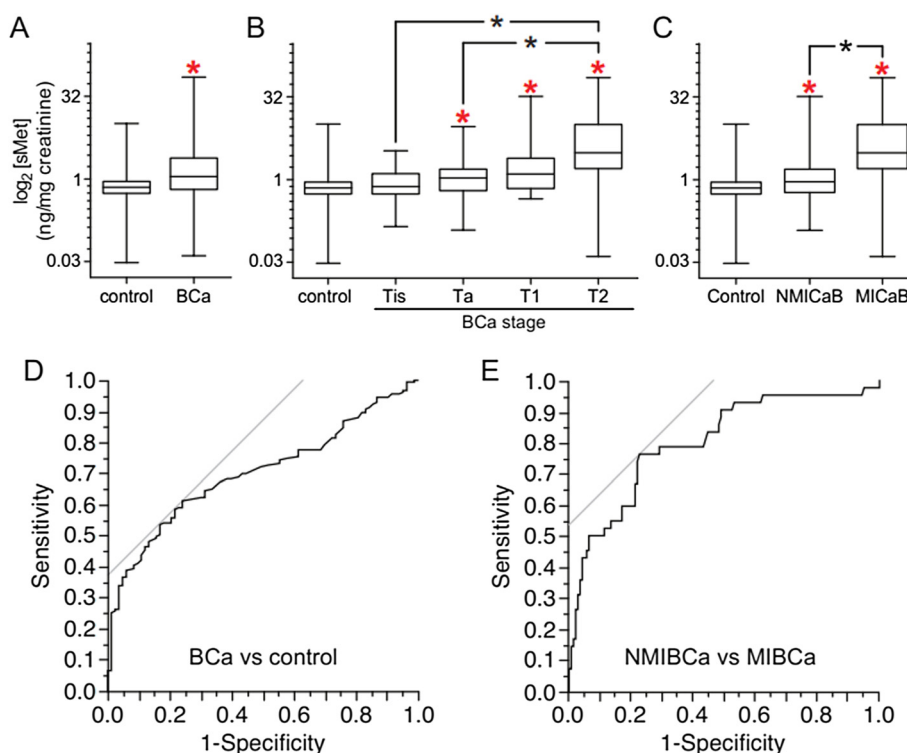 A
B
C
log2 [sMet]
(ng/mg creatinine)
32
1
0.03
control BCa
*
32
1
0.03
control Tis Ta T1 T2
BCa stage
* * * * *
32
1
0.03
Control NMICaB MICaB
* * *
D
E
Sensitivity
1.0
0.9
0.8
0.7
0.6
0.5
0.4
0.3
0.2
0.1
0.0
BCa vs control
0.0 0.2 0.4 0.6 0.8 1.0
1-Specificity
Sensitivity
1.0
0.9
0.8
0.7
0.6
0.5
0.4
0.3
0.2
0.1
0.0
NMIBCa vs MIBCa
0.0 0.2 0.4 0.6 0.8 1.0
1-Specificity